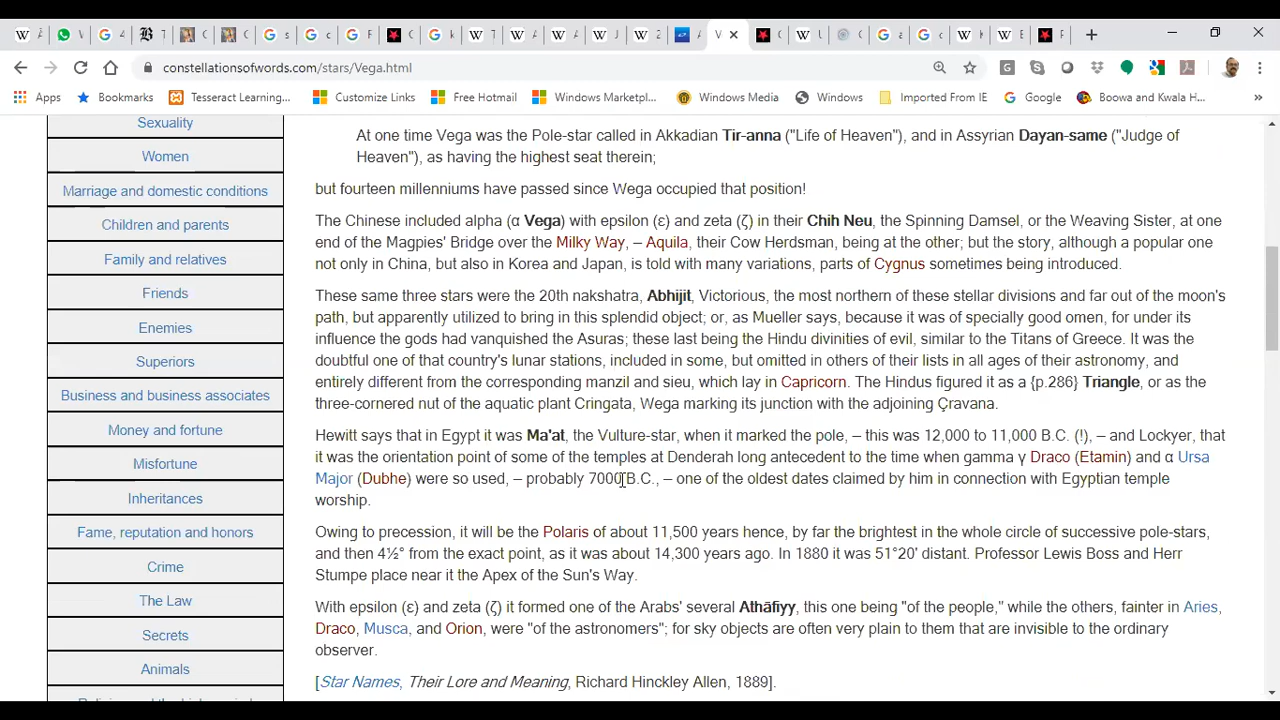 constellationsofwords.com/stars/Vega.html
Apps Bookmarks Tesseract Learning... Customize Links Free Hotmail Windows Marketpl... Windows Media Windows Imported From IE Google Boowa and Kwala H... »
Sexuality
Women
Marriage and domestic conditions
Children and parents
Family and relatives
Friends
Enemies
Superiors
Business and business associates
Money and fortune
Misfortune
Inheritances
Fame, reputation and honors
Crime
The Law
Secrets
Animals
At one time Vega was the Pole-star called in Akkadian Tir-anna ("Life of Heaven"), and in Assyrian Dayan-same ("Judge of
Heaven"), as having the highest seat therein;
but fourteen millenniums have passed since Wega occupied that position!
The Chinese included alpha (α Vega) with epsilon (ε) and zeta (ζ) in their Chih Neu, the Spinning Damsel, or the Weaving Sister, at one
end of the Magpies' Bridge over the Milky Way, – Aquila, their Cow Herdsman, being at the other; but the story, although a popular one
not only in China, but also in Korea and Japan, is told with many variations, parts of Cygnus sometimes being introduced.
These same three stars were the 20th nakshatra, Abhijit, Victorious, the most northern of these stellar divisions and far out of the moon's
path, but apparently utilized to bring in this splendid object; or, as Mueller says, because it was of specially good omen, for under its
influence the gods had vanquished the Asuras; these last being the Hindu divinities of evil, similar to the Titans of Greece. It was the
doubtful one of that country's lunar stations, included in some, but omitted in others of their lists in all ages of their astronomy, and
entirely different from the corresponding manzil and sieu, which lay in Capricorn. The Hindus figured it as a {p.286} Triangle, or as the
three-cornered nut of the aquatic plant Cringata, Wega marking its junction with the adjoining Çravana.
Hewitt says that in Egypt it was Ma'at, the Vulture-star, when it marked the pole, – this was 12,000 to 11,000 B.C. (!), – and Lockyer, that
it was the orientation point of some of the temples at Denderah long antecedent to the time when gamma γ Draco (Etamin) and α Ursa
Major (Dubhe) were so used, – probably 7000 B.C., – one of the oldest dates claimed by him in connection with Egyptian temple
worship.
Owing to precession, it will be the Polaris of about 11,500 years hence, by far the brightest in the whole circle of successive pole-stars,
and then 4½° from the exact point, as it was about 14,300 years ago. In 1880 it was 51°20' distant. Professor Lewis Boss and Herr
Stumpe place near it the Apex of the Sun's Way.
With epsilon (ε) and zeta (ζ) it formed one of the Arabs' several Athāfiyy, this one being "of the people," while the others, fainter in Aries,
Draco, Musca, and Orion, were "of the astronomers"; for sky objects are often very plain to them that are invisible to the ordinary
observer.
[Star Names, Their Lore and Meaning, Richard Hinckley Allen, 1889].